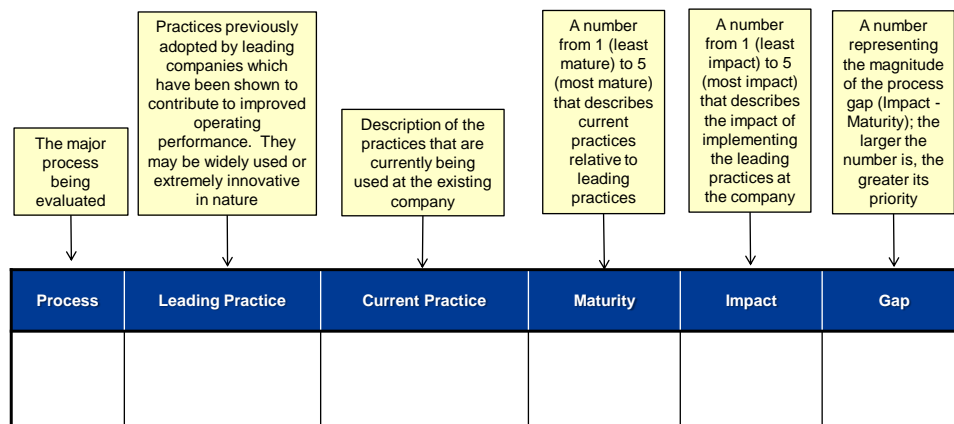 The major
process
being
evaluated
Practices previously
adopted by leading
companies which
have been shown to
contribute to improved
operating
performance.  They
may be widely used or
extremely innovative
in nature
Description of the
practices that are
currently being
used at the existing
company
A number
from 1 (least
mature) to 5
(most mature)
that describes
current
practices
relative to
leading
practices
A number
from 1 (least
impact) to 5
(most impact)
that describes
the impact of
implementing
the leading
practices at
the company
A number
representing
the magnitude
of the process
gap (Impact -
Maturity); the
larger the
number is, the
greater its
priority
Process
Leading Practice
Current Practice
Maturity
Impact
Gap